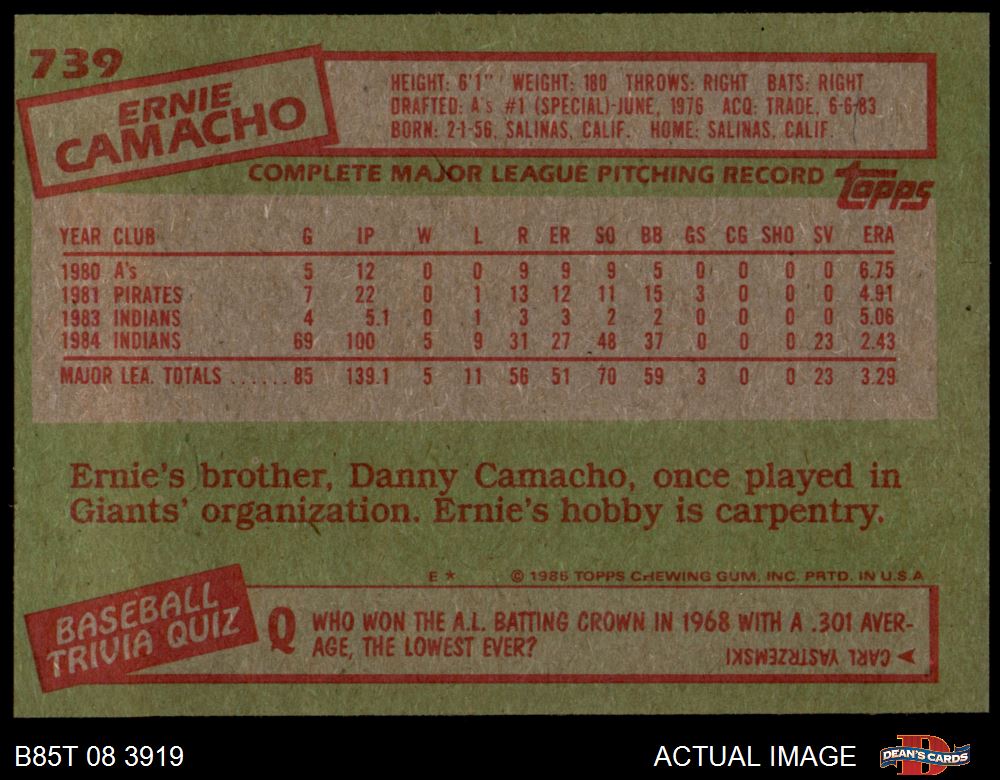 739
ERNIE
CAMACHO
HEIGHT: 6'1" WEIGHT: 180 THROWS: RIGHT BATS: RIGHT
DRAFTED: A's #1 (SPECIAL)-JUNE, 1976 ACQ: TRADE, 6-6-83
BORN: 2-1-56, SALINAS, CALIF. HOME: SALINAS, CALIF.
COMPLETE MAJOR LEAGUE PITCHING RECORD topps
YEAR CLUB G IP W L R ER SO BB GS CG SHO SV ERA
1980 A's 5 12 0 0 9 9 9 5 0 0 0 0 6.75
1981 PIRATES 7 22 0 1 13 12 11 15 3 0 0 0 4.91
1983 INDIANS 4 5.1 0 1 3 3 2 2 0 0 0 0 5.06
1984 INDIANS 69 100 5 9 31 27 48 37 0 0 0 23 2.43
MAJOR LEA. TOTALS ......85 139.1 5 11 56 51 70 59 3 0 0 23 3.29
Ernie's brother, Danny Camacho, once played in
Giants' organization. Ernie's hobby is carpentry.
E * © 1985 TOPPS CHEWING GUM, INC. PRTD. IN U.S.A.
BASEBALL
TRIVIA QUIZ
Q WHO WON THE A.L. BATTING CROWN IN 1968 WITH A .301 AVER-
AGE, THE LOWEST EVER?
CARL YASTRZEMSKI
B85T 08 3919
ACTUAL IMAGE
D
DEAN'S CARDS